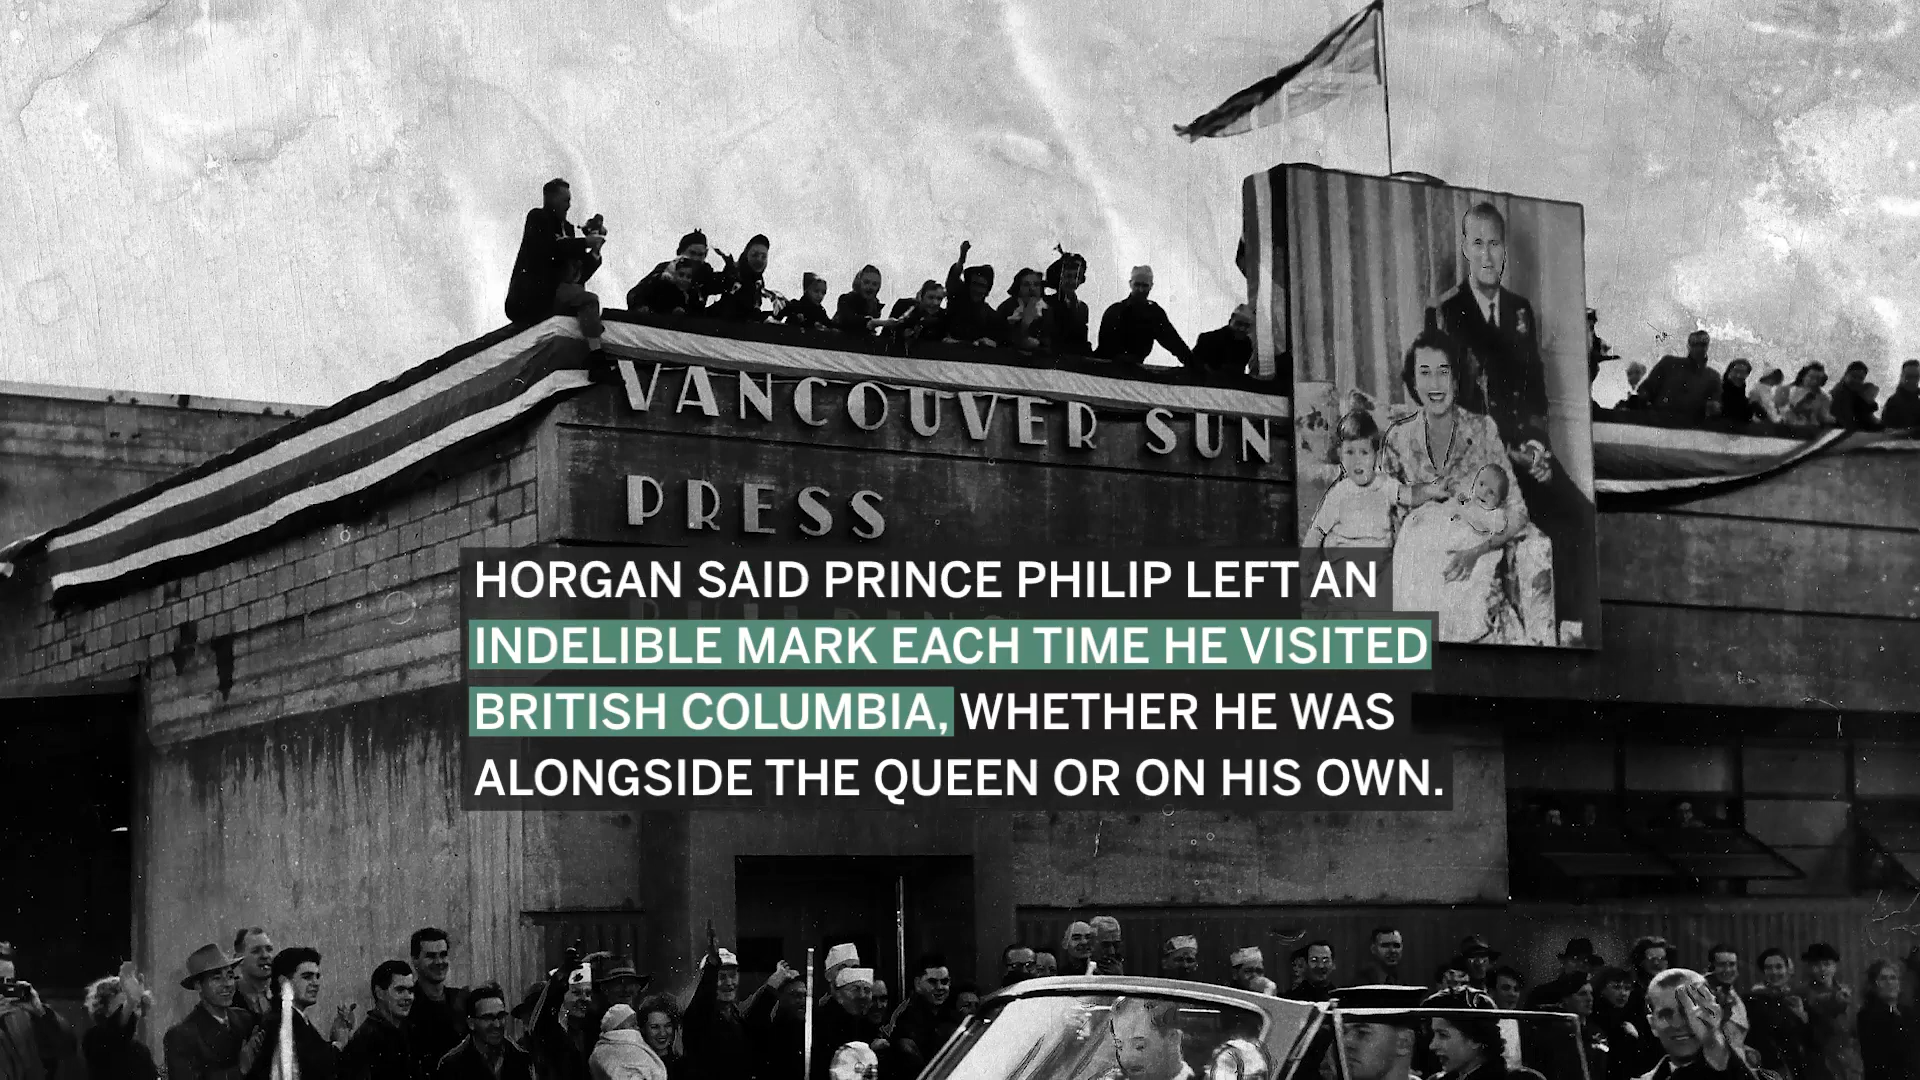 VANCOUVER SUN
PRESS
HORGAN SAID PRINCE PHILIP LEFT AN
INDELIBLE MARK EACH TIME HE VISITED
BRITISH COLUMBIA, WHETHER HE WAS
ALONGSIDE THE QUEEN OR ON HIS OWN.